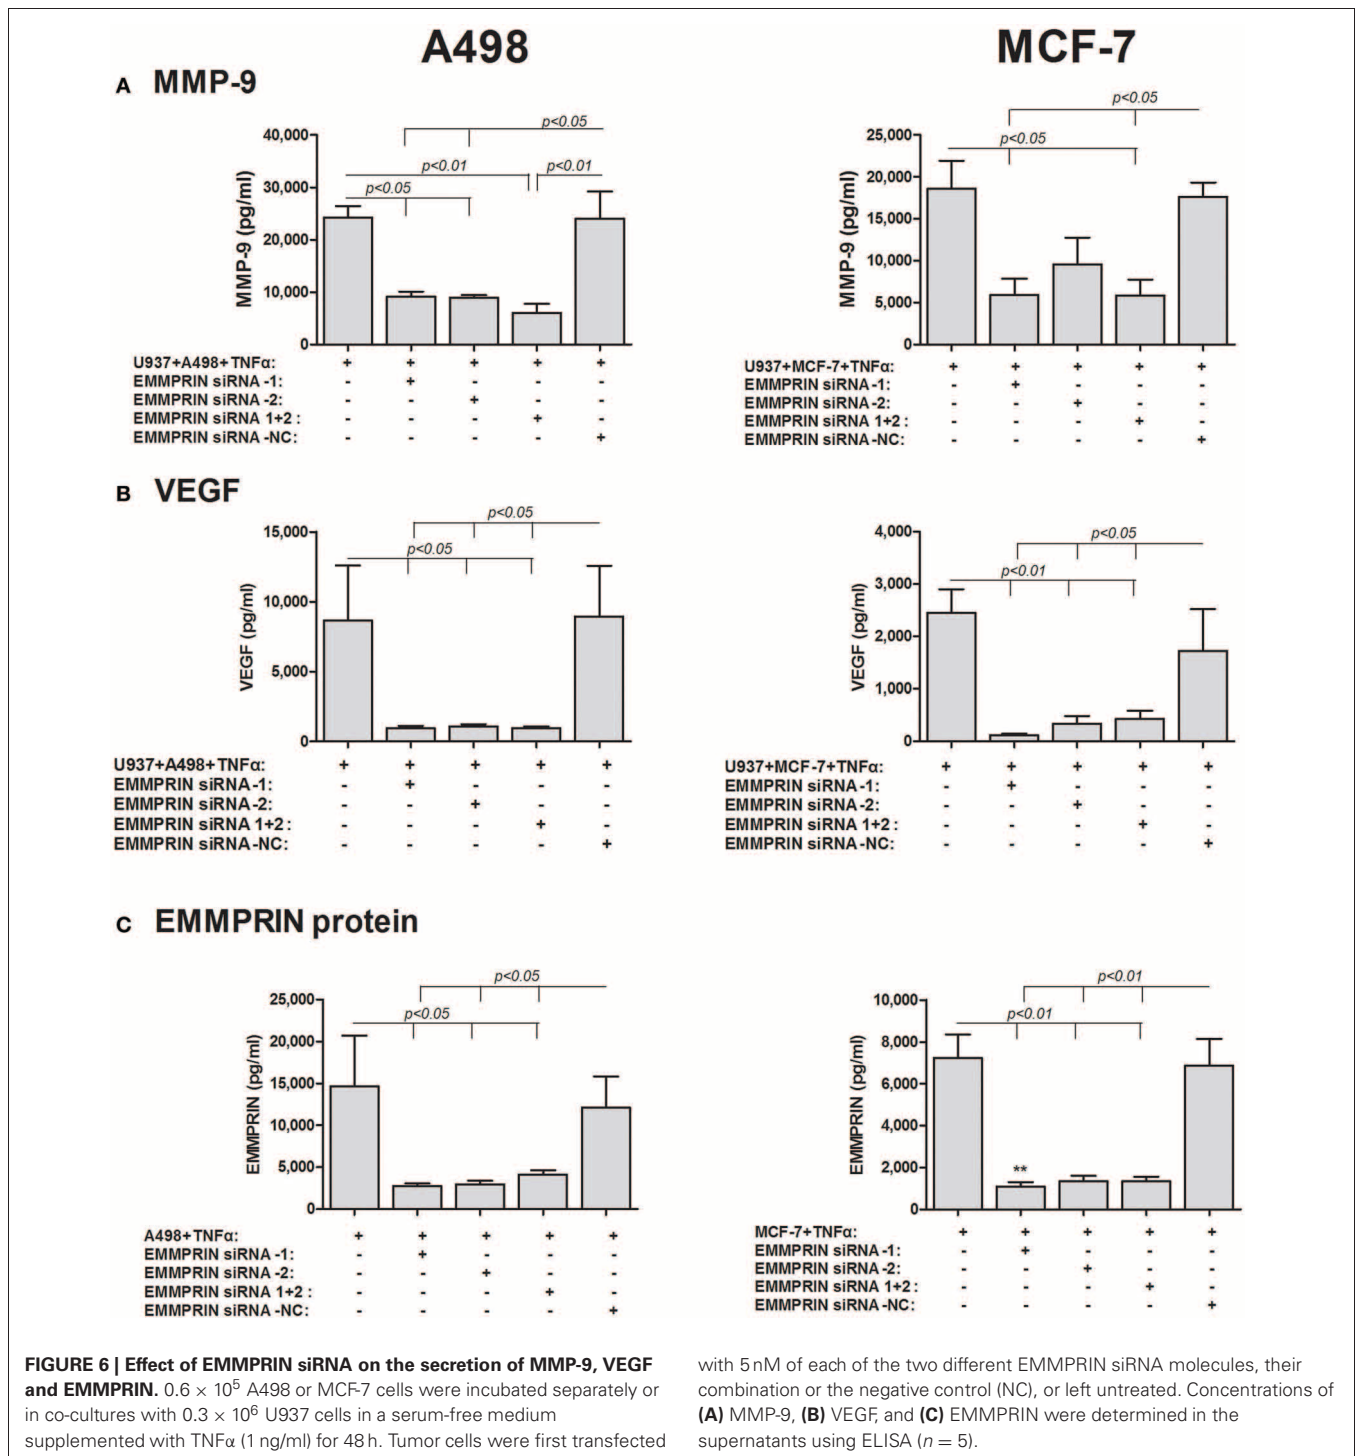 A498
MCF-7
A MMP-9
p<0.05
p<0.01 p<0.01
p<0.05
40,000
30,000
20,000
10,000
0
MMP-9 (pg/ml)
U937+A498+TNFα: + + + + +
EMMPRIN siRNA -1: - + - - -
EMMPRIN siRNA -2: - - + - -
EMMPRIN siRNA 1+2 : - - - + -
EMMPRIN siRNA -NC: - - - - +
p<0.05
p<0.05
25,000
20,000
15,000
10,000
5,000
0
MMP-9 (pg/ml)
U937+MCF-7+TNFα: + + + + +
EMMPRIN siRNA -1: - + - - -
EMMPRIN siRNA -2: - - + - -
EMMPRIN siRNA 1+2 : - - - + -
EMMPRIN siRNA -NC: - - - - +
B VEGF
p<0.05
p<0.05
15,000
10,000
5,000
0
VEGF (pg/ml)
U937+A498+TNFα: + + + + +
EMMPRIN siRNA -1: - + - - -
EMMPRIN siRNA -2: - - + - -
EMMPRIN siRNA 1+2 : - - - + -
EMMPRIN siRNA -NC: - - - - +
p<0.05
p<0.01
4,000
3,000
2,000
1,000
0
VEGF (pg/ml)
U937+MCF-7+TNFα: + + + + +
EMMPRIN siRNA -1: - + - - -
EMMPRIN siRNA -2: - - + - -
EMMPRIN siRNA 1+2 : - - - + -
EMMPRIN siRNA -NC: - - - - +
C EMMPRIN protein
p<0.05
p<0.05
25,000
20,000
15,000
10,000
5,000
0
EMMPRIN (pg/ml)
A498+TNFα: + + + + +
EMMPRIN siRNA -1: - + - - -
EMMPRIN siRNA -2: - - + - -
EMMPRIN siRNA 1+2 : - - - + -
EMMPRIN siRNA -NC: - - - - +
p<0.01
p<0.01
10,000
8,000
6,000
4,000
2,000
0
**
EMMPRIN (pg/ml)
MCF-7+TNFα: + + + + +
EMMPRIN siRNA -1: - + - - -
EMMPRIN siRNA -2: - - + - -
EMMPRIN siRNA 1+2 : - - - + -
EMMPRIN siRNA -NC: - - - - +
FIGURE 6 | Effect of EMMPRIN siRNA on the secretion of MMP-9, VEGF
and EMMPRIN. 0.6 × 10⁵ A498 or MCF-7 cells were incubated separately or
in co-cultures with 0.3 × 10⁶ U937 cells in a serum-free medium
supplemented with TNFα (1 ng/ml) for 48 h. Tumor cells were first transfected
with 5 nM of each of the two different EMMPRIN siRNA molecules, their
combination or the negative control (NC), or left untreated. Concentrations of
(A) MMP-9, (B) VEGF, and (C) EMMPRIN were determined in the
supernatants using ELISA (n = 5).